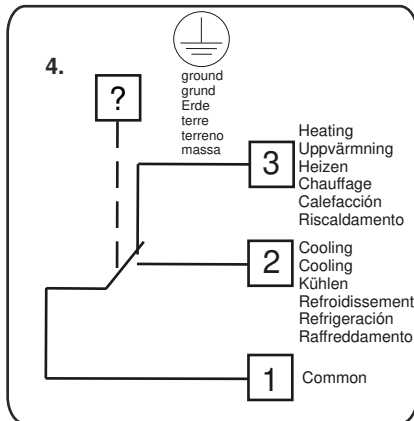 4.
?
ground
grund
Erde
terre
terreno
massa
3
Heating
Uppvärmning
Heizen
Chauffage
Calefacción
Riscaldamento
2
Cooling
Cooling
Kühlen
Refroidissement
Refrigeración
Raffreddamento
1
Common